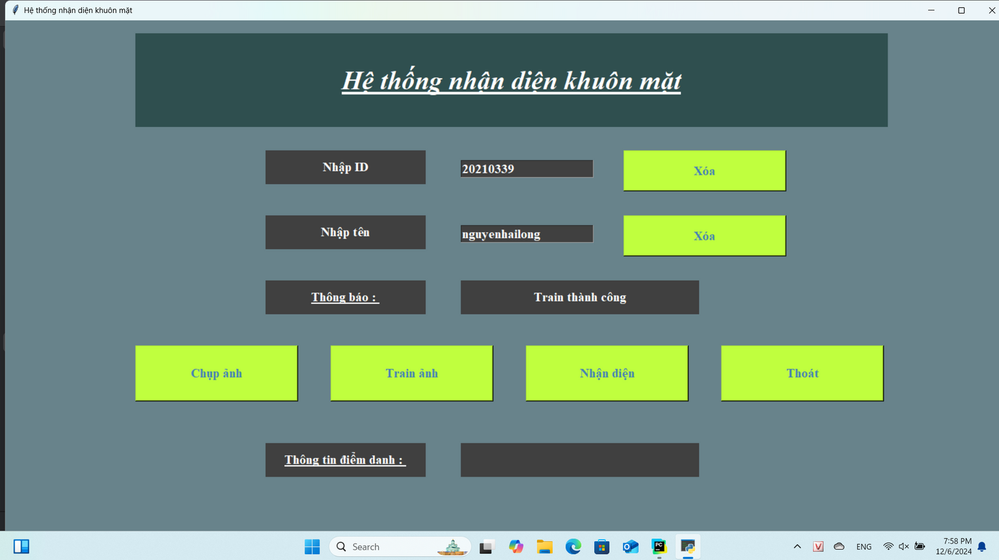 Hệ thống nhận diện khuôn mặt
Hệ thống nhận diện khuôn mặt
Nhập ID
20210339
Xóa
Nhập tên
nguyenhailong
Xóa
Thông báo :
Train thành công
Chụp ảnh
Train ảnh
Nhận diện
Thoát
Thông tin điểm danh :
Search
PC
V
ENG
7:58 PM
12/6/2024